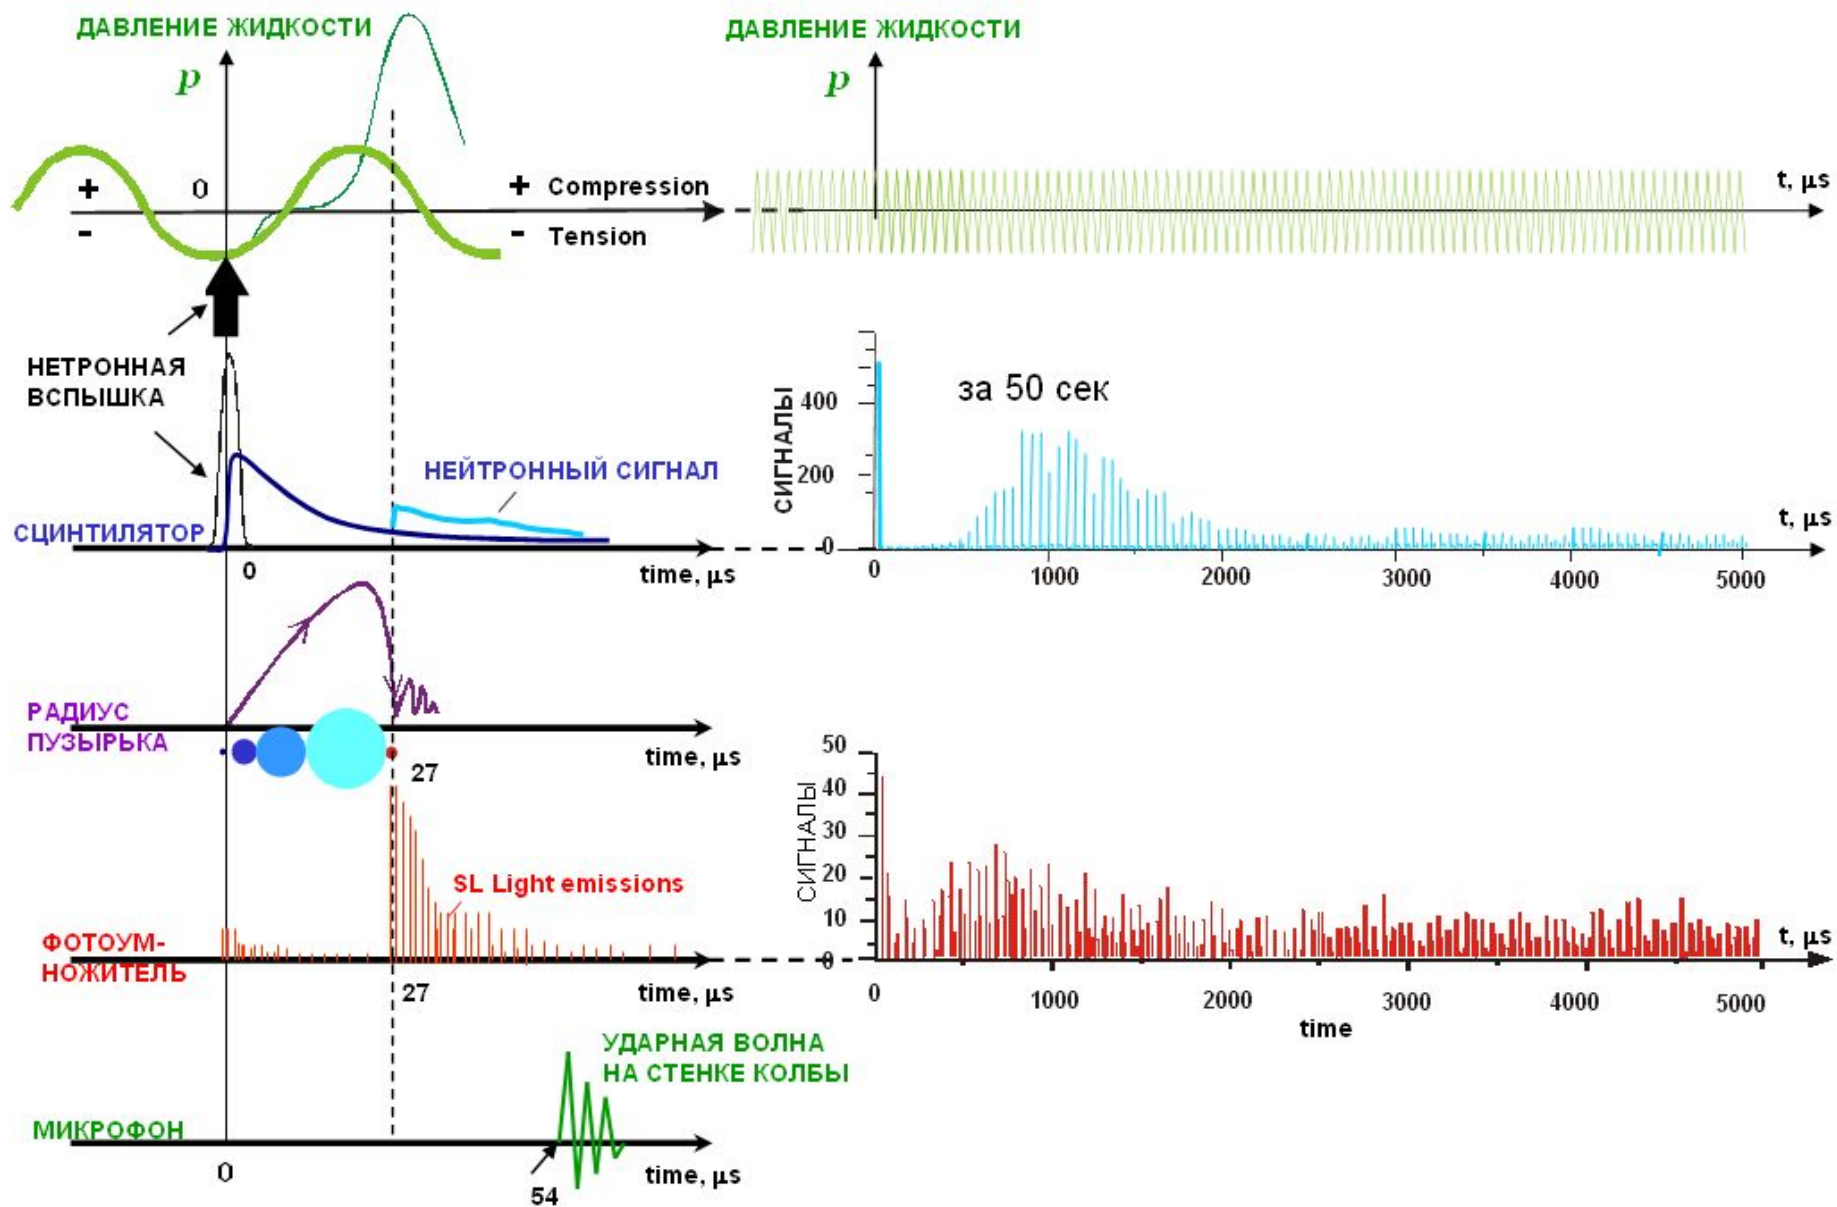 ДАВЛЕНИЕ ЖИДКОСТИ
p
0
+
-
+ Compression
- Tension
НЕТРОННАЯ
ВСПЫШКА
НЕЙТРОННЫЙ СИГНАЛ
СЦИНТИЛЯТОР
0
time, μs
РАДИУС
ПУЗЫРЬКА
time, μs
27
SL Light emissions
ФОТОУМ-
НОЖИТЕЛЬ
27
time, μs
УДАРНАЯ ВОЛНА
НА СТЕНКЕ КОЛБЫ
МИКРОФОН
0
54
time, μs
ДАВЛЕНИЕ ЖИДКОСТИ
p
t, μs
СИГНАЛЫ
400
200
0
за 50 сек
t, μs
0 1000 2000 3000 4000 5000
СИГНАЛЫ
50
40
30
20
10
0
t, μs
0 1000 2000 3000 4000 5000
time